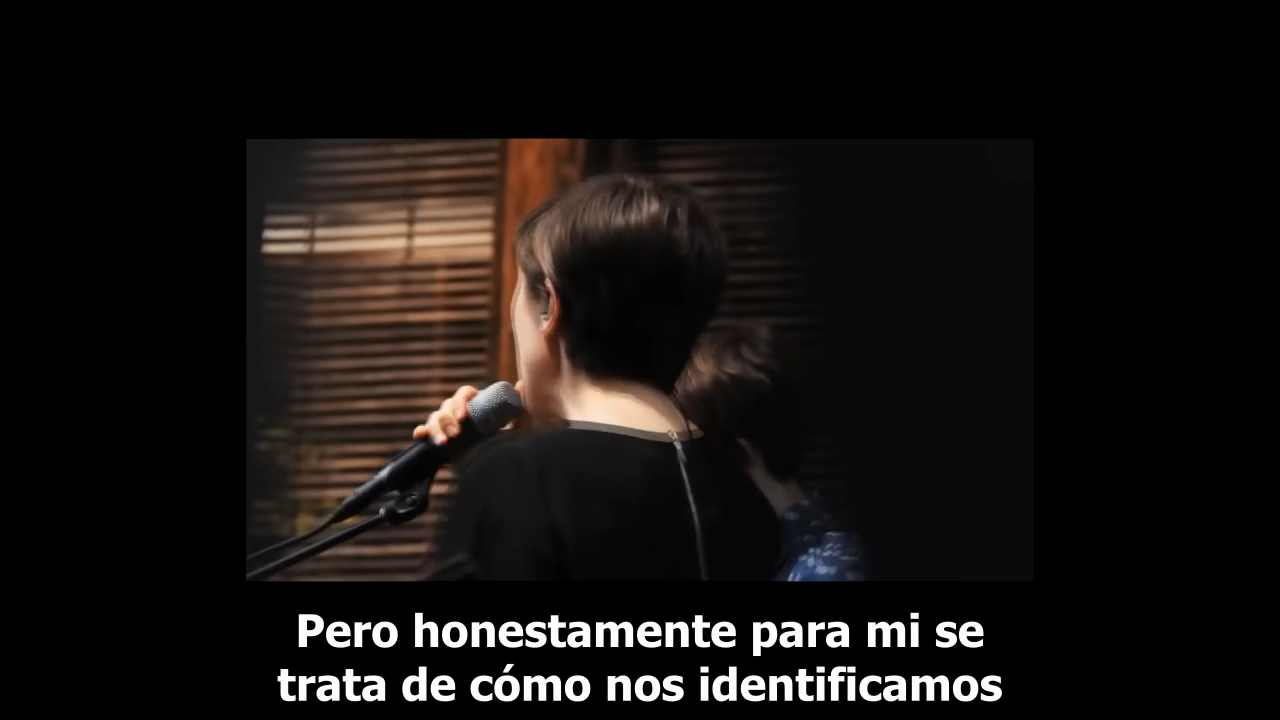 Pero honestamente para mi se
trata de cómo nos identificamos